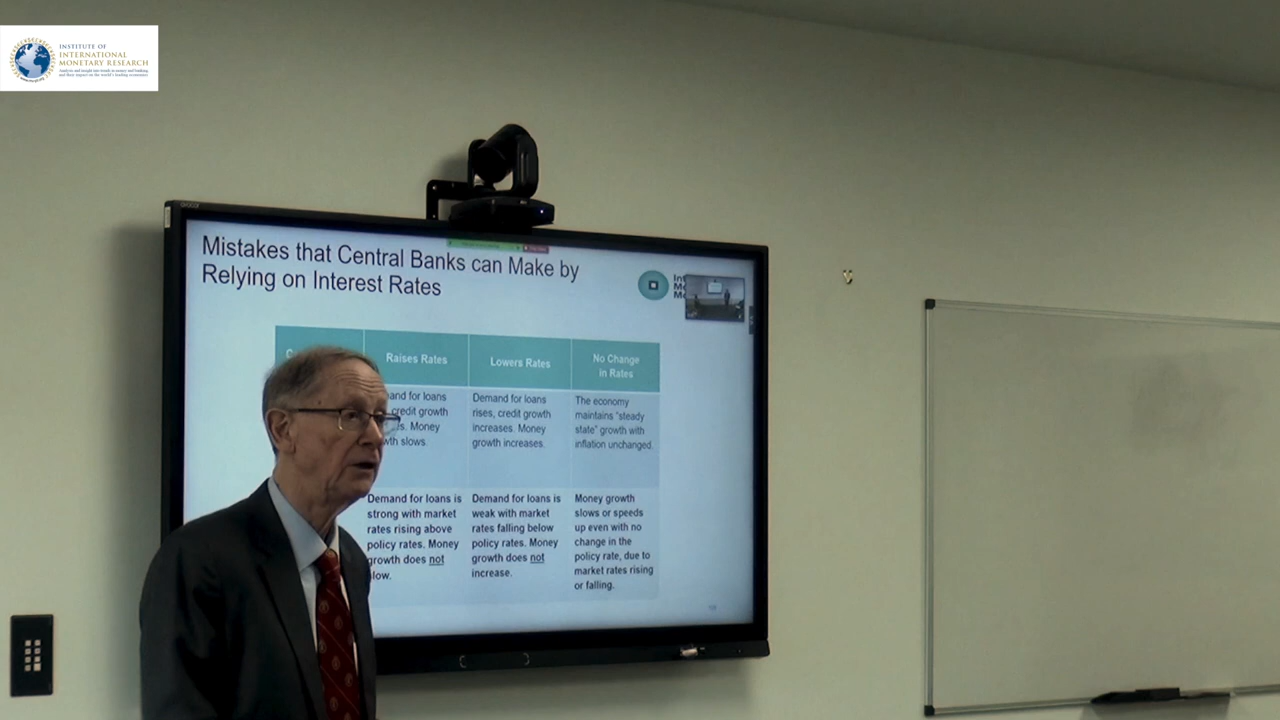 INSTITUTE OF
INTERNATIONAL
MONETARY RESEARCH
Mistakes that Central Banks can Make by
Relying on Interest Rates
Raises Rates
Lowers Rates
No Change
in Rates
and for loans
credit growth
s. Money
th slows.
Demand for loans
rises, credit growth
increases. Money
growth increases.
The economy
maintains "steady
state" growth with
inflation unchanged.
Demand for loans is
strong with market
rates rising above
policy rates. Money
growth does not
low.
Demand for loans is
weak with market
rates falling below
policy rates. Money
growth does not
increase.
Money growth
slows or speeds
up even with no
change in the
policy rate, due to
market rates rising
or falling.